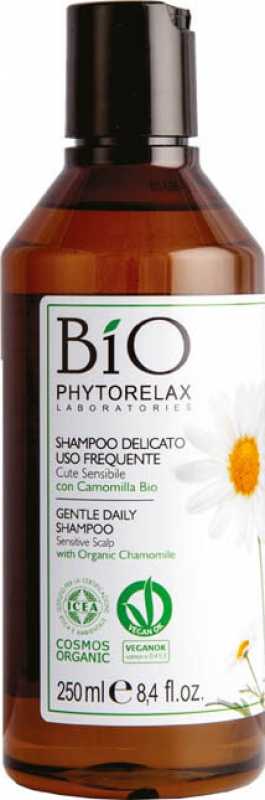 BiO
PHYTORELAX
LABORATORIES
SHAMPOO DELICATO
USO FREQUENTE
Cute Sensibile
con Camomilla Bio
GENTLE DAILY
SHAMPOO
Sensitive Scalp
with Organic Chamomile
ICEA
COSMOS
ORGANIC
VEGAN OK
VEGANOK
250 ml e 8,4 fl.oz.